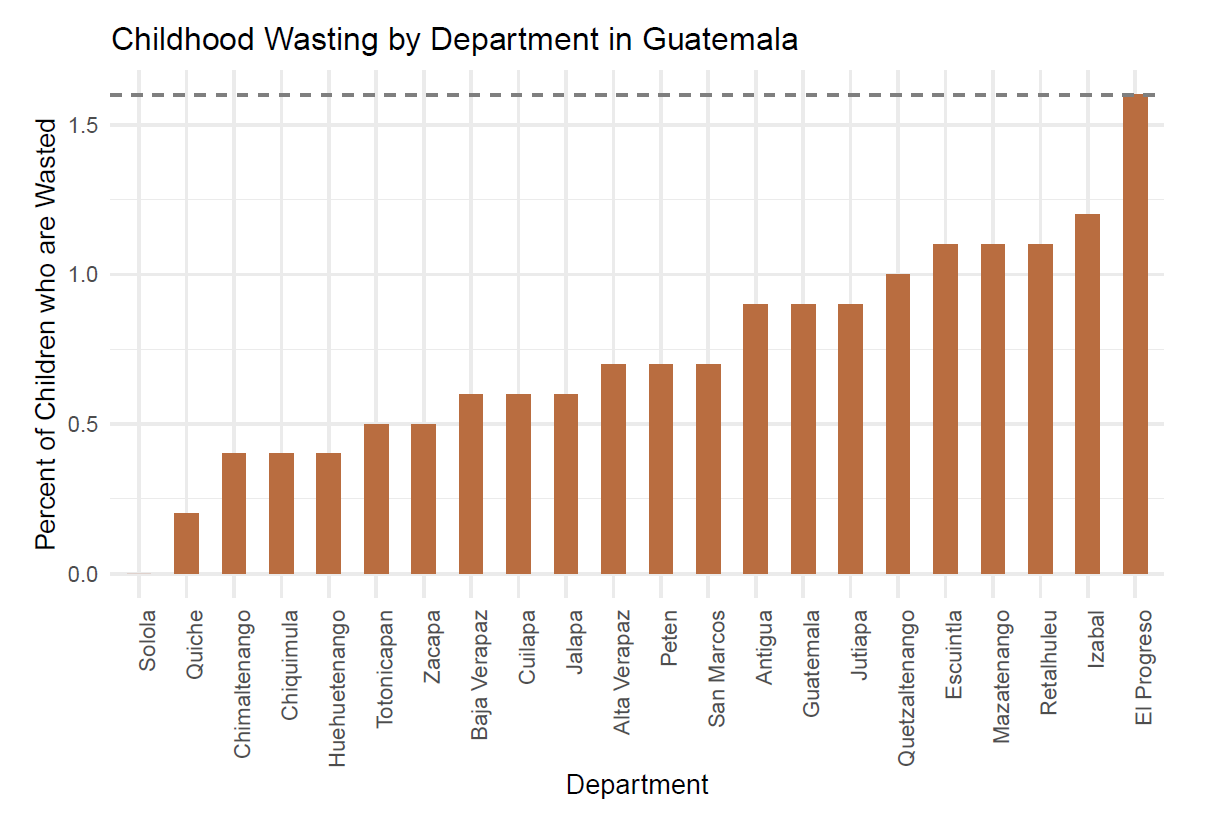 Childhood Wasting by Department in Guatemala
Percent of Children who are Wasted
1.5
1.0
0.5
0.0
Solola
Quiche
Chimaltenango
Chiquimula
Huehuetenango
Totonicapan
Zacapa
Baja Verapaz
Cuilapa
Jalapa
Alta Verapaz
Peten
San Marcos
Antigua
Guatemala
Jutiapa
Quetzaltenango
Escuintla
Mazatenango
Retalhuleu
Izabal
El Progreso
Department